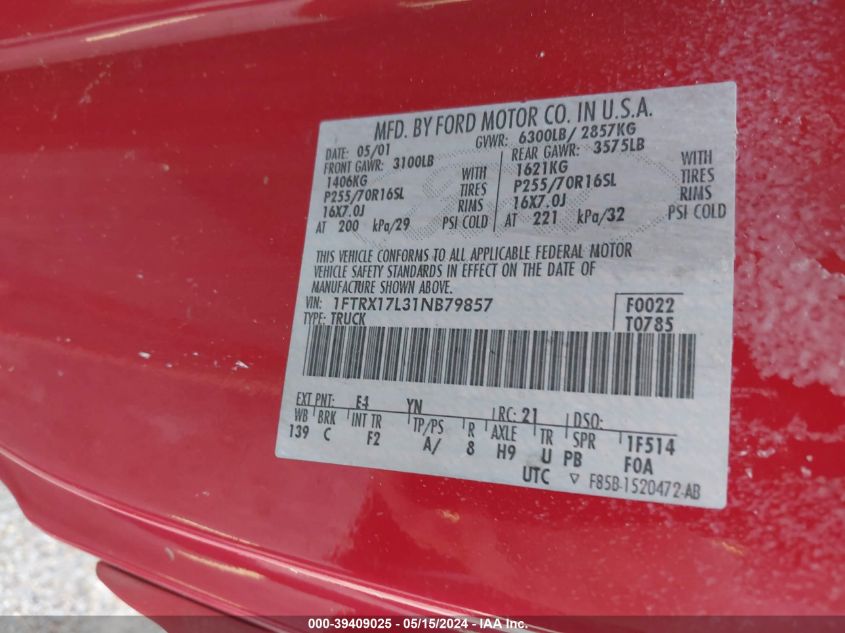 MFD. BY FORD MOTOR CO. IN U.S.A.
DATE: 05/01 GVWR: 6300LB/ 2857KG
FRONT GAWR: 3100LB REAR GAWR: 3575LB
1406KG WITH 1621KG WITH
P255/70R16SL TIRES P255/70R16SL TIRES
16X7.0J RIMS 16X7.0J RIMS
AT 200 kPa/29 PSI COLD AT 221 kPa/32 PSI COLD
THIS VEHICLE CONFORMS TO ALL APPLICABLE FEDERAL MOTOR
VEHICLE SAFETY STANDARDS IN EFFECT ON THE DATE OF
MANUFACTURE SHOWN ABOVE.
VIN: 1FTRX17L31NB79857 F0022
TYPE: TRUCK T0785
EXT PNT: E4 YN RC: 21 DSO:
WB BRK INT TR TP/PS R AXLE TR SPR 1F514
139 C F2 A/ 8 H9 U PB F0A
UTC ▽ F85B-1520472-AB
000-39409025 - 05/15/2024 - IAA Inc.